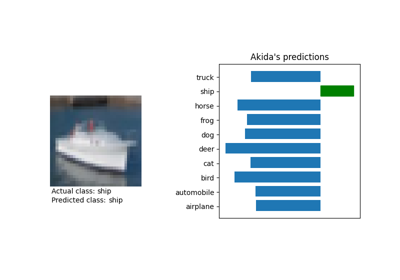 Akida's predictions
truck
ship
horse
frog
dog
deer
cat
bird
automobile
airplane
Actual class: ship
Predicted class: ship